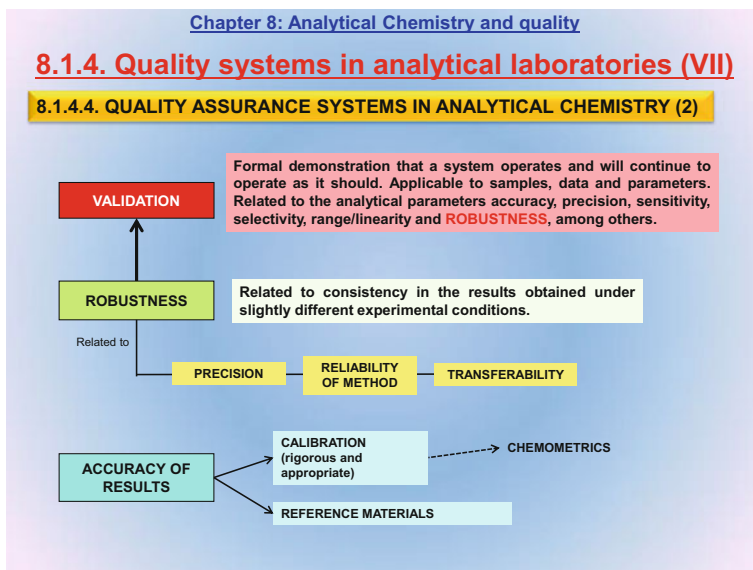 Chapter 8: Analytical Chemistry and quality
8.1.4. Quality systems in analytical laboratories (VII)
8.1.4.4. QUALITY ASSURANCE SYSTEMS IN ANALYTICAL CHEMISTRY (2)
VALIDATION
Formal demonstration that a system operates and will continue to
operate as it should. Applicable to samples, data and parameters.
Related to the analytical parameters accuracy, precision, sensitivity,
selectivity, range/linearity and ROBUSTNESS, among others.
ROBUSTNESS
Related to consistency in the results obtained under
slightly different experimental conditions.
Related to
PRECISION
RELIABILITY
OF METHOD
TRANSFERABILITY
ACCURACY OF
RESULTS
CALIBRATION
(rigorous and
appropriate)
CHEMOMETRICS
REFERENCE MATERIALS